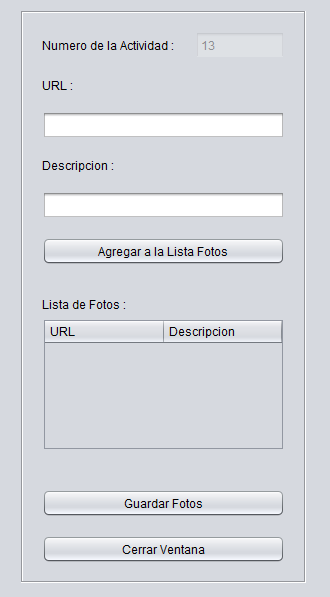 Numero de la Actividad : 13
URL :
Descripcion :
Agregar a la Lista Fotos
Lista de Fotos :
URL Descripcion
Guardar Fotos
Cerrar Ventana